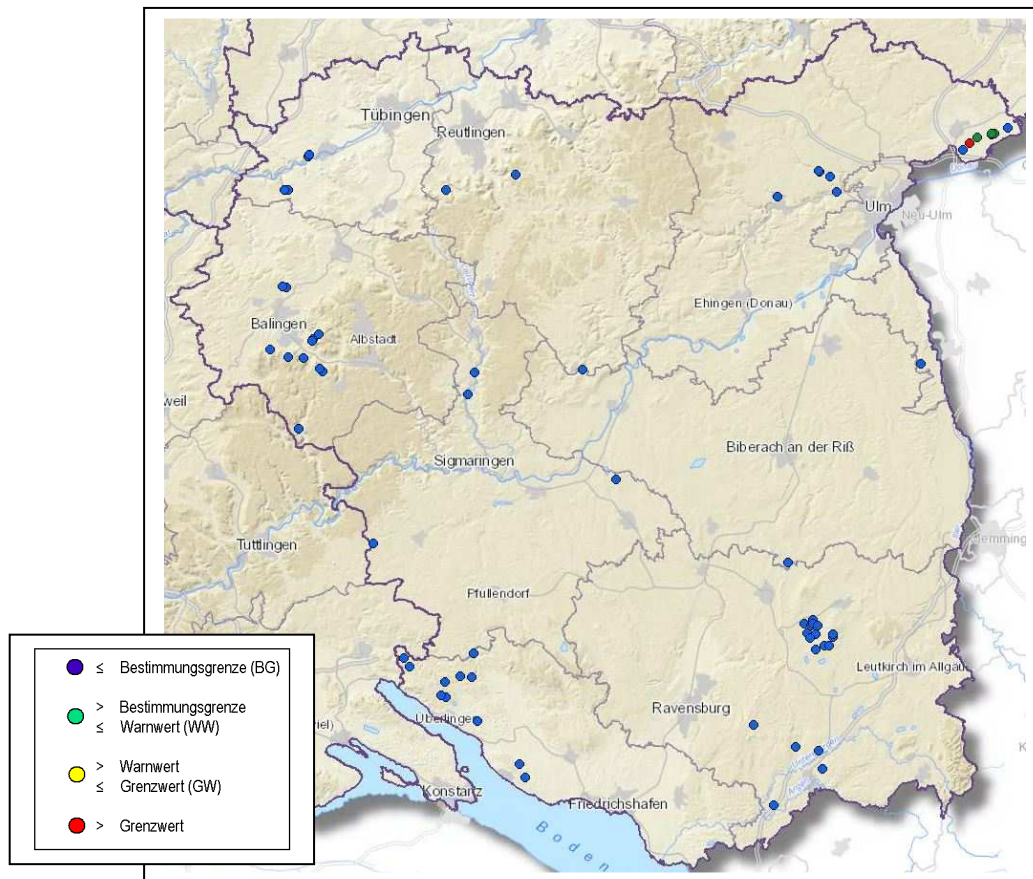 Tübingen
Reutlingen
Ulm
Neu-Ulm
Ehingen (Donau)
Balingen
Albstadt
weil
Biberach an der Riß
Sigmaringen
Tuttlingen
Memming
Pfullendorf
Leutkirch im Allgäu
Ravensburg
Überlingen
Konstanz
Friedrichshafen
Boden
≤ Bestimmungsgrenze (BG)
> Bestimmungsgrenze
≤ Warnwert (WW)
> Warnwert
≤ Grenzwert (GW)
> Grenzwert